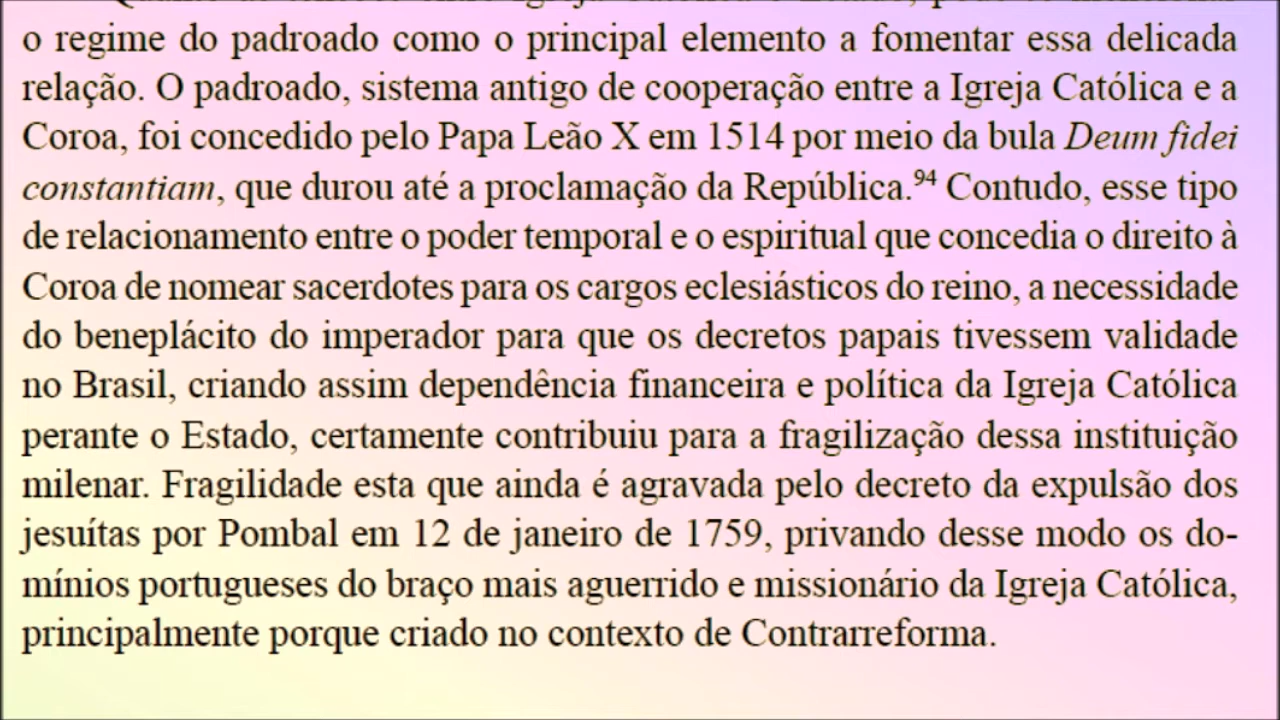 o regime do padroado como o principal elemento a fomentar essa delicada
relação. O padroado, sistema antigo de cooperação entre a Igreja Católica e a
Coroa, foi concedido pelo Papa Leão X em 1514 por meio da bula Deum fidei
constantiam, que durou até a proclamação da República.94 Contudo, esse tipo
de relacionamento entre o poder temporal e o espiritual que concedia o direito à
Coroa de nomear sacerdotes para os cargos eclesiásticos do reino, a necessidade
do beneplácito do imperador para que os decretos papais tivessem validade
no Brasil, criando assim dependência financeira e política da Igreja Católica
perante o Estado, certamente contribuiu para a fragilização dessa instituição
milenar. Fragilidade esta que ainda é agravada pelo decreto da expulsão dos
jesuítas por Pombal em 12 de janeiro de 1759, privando desse modo os do-
mínios portugueses do braço mais aguerrido e missionário da Igreja Católica,
principalmente porque criado no contexto de Contrarreforma.